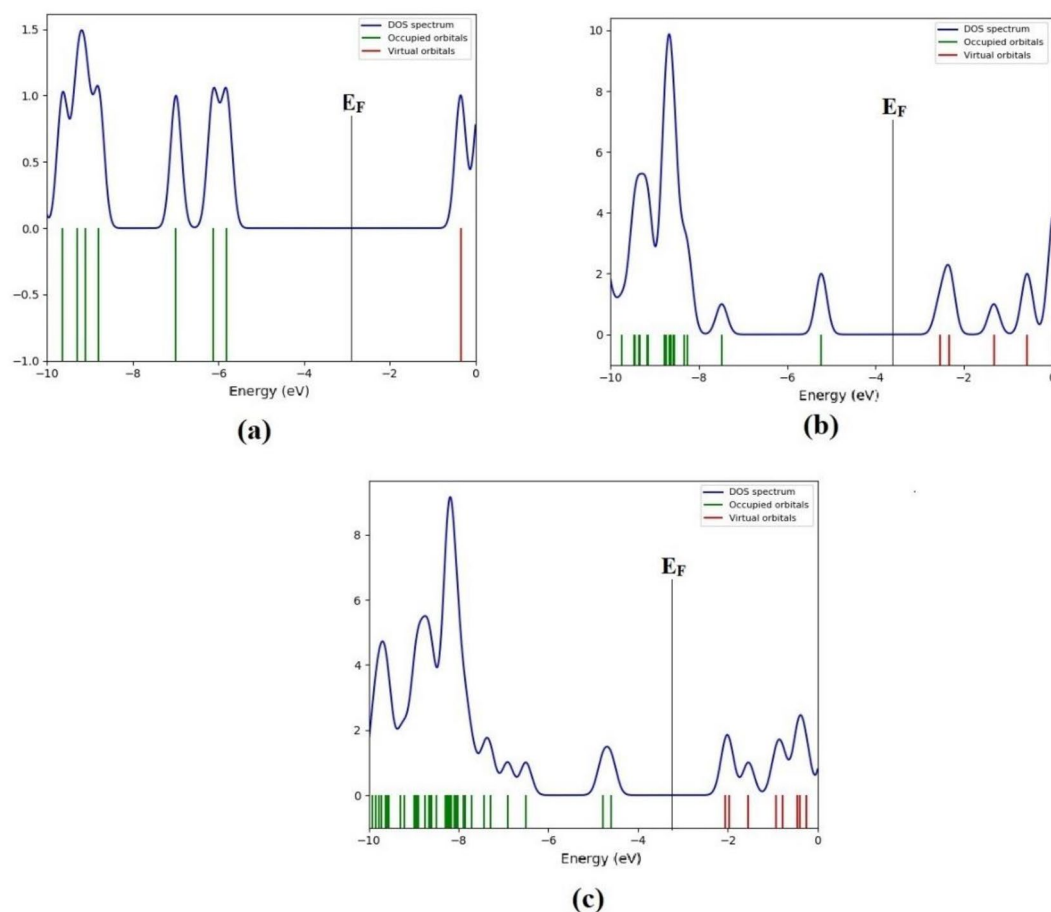 DOS spectrum
Occupied orbitals
Virtual orbitals
E_F
1.5
1.0
0.5
0.0
−0.5
−1.0
−10
−8
−6
−4
−2
0
Energy (eV)
(a)
DOS spectrum
Occupied orbitals
Virtual orbitals
E_F
10
8
6
4
2
0
−10
−8
−6
−4
−2
0
Energy (eV)
(b)
DOS spectrum
Occupied orbitals
Virtual orbitals
E_F
8
6
4
2
0
−10
−8
−6
−4
−2
0
Energy (eV)
(c)